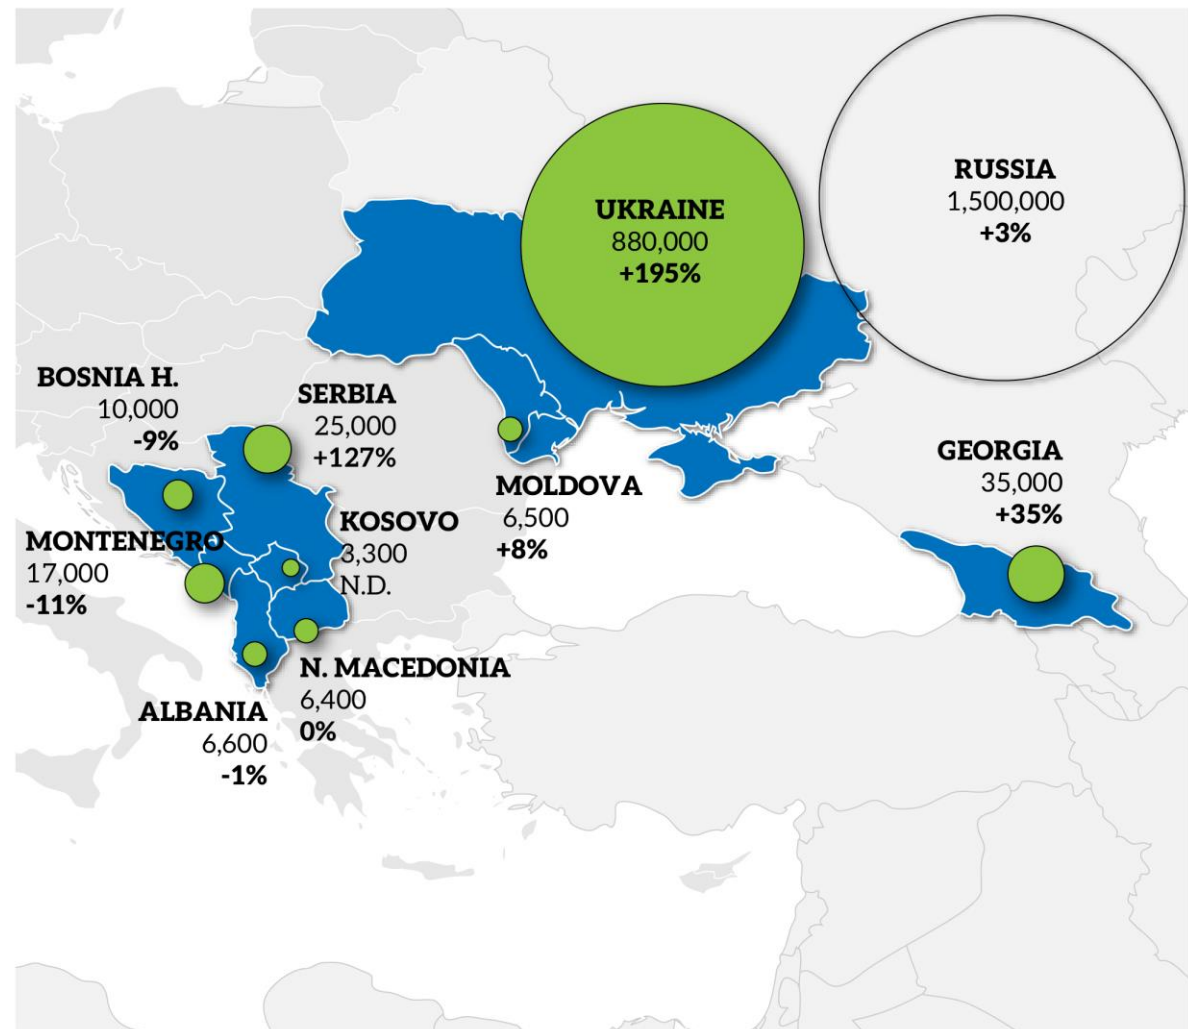 RUSSIA
1,500,000
+3%
UKRAINE
880,000
+195%
BOSNIA H.
10,000
-9%
SERBIA
25,000
+127%
MOLDOVA
6,500
+8%
GEORGIA
35,000
+35%
MONTENEGRO
17,000
-11%
KOSOVO
3,300
N.D.
N. MACEDONIA
6,400
0%
ALBANIA
6,600
-1%